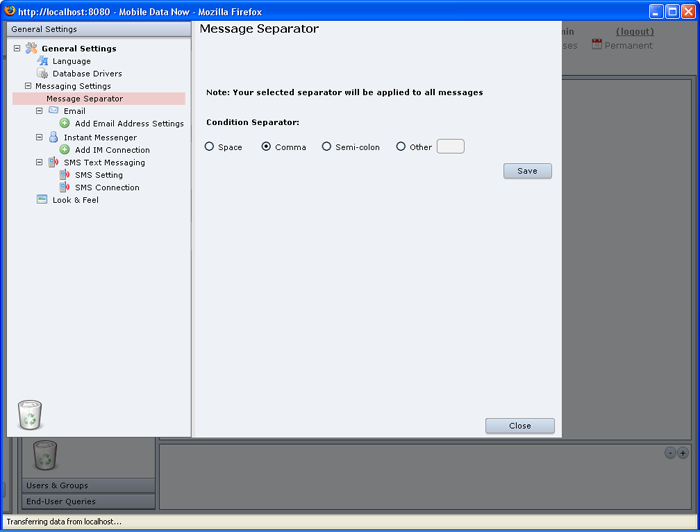 http://localhost:8080 - Mobile Data Now - Mozilla Firefox
General Settings
Message Separator
(logout)
Permanent
General Settings
Language
Database Drivers
Messaging Settings
Message Separator
Email
Add Email Address Settings
Instant Messenger
Add IM Connection
SMS Text Messaging
SMS Setting
SMS Connection
Look & Feel
Note: Your selected separator will be applied to all messages
Condition Separator:
Space Comma Semi-colon Other
Save
Close
Users & Groups
End-User Queries
Transferring data from localhost...